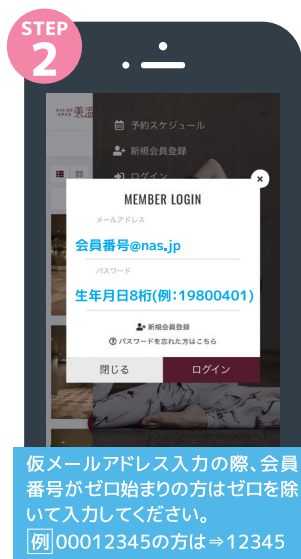 STEP
2
美温
予約スケジュール
新規会員登録
ログイン
MEMBER LOGIN
メールアドレス
会員番号@nas.jp
パスワード
生年月日8桁(例：19800401)
新規会員登録
パスワードを忘れた方はこちら
閉じる ログイン
仮メールアドレス入力の際、会員
番号がゼロ始まりの方はゼロを除
いて入力してください。
例 00012345の方は⇒12345